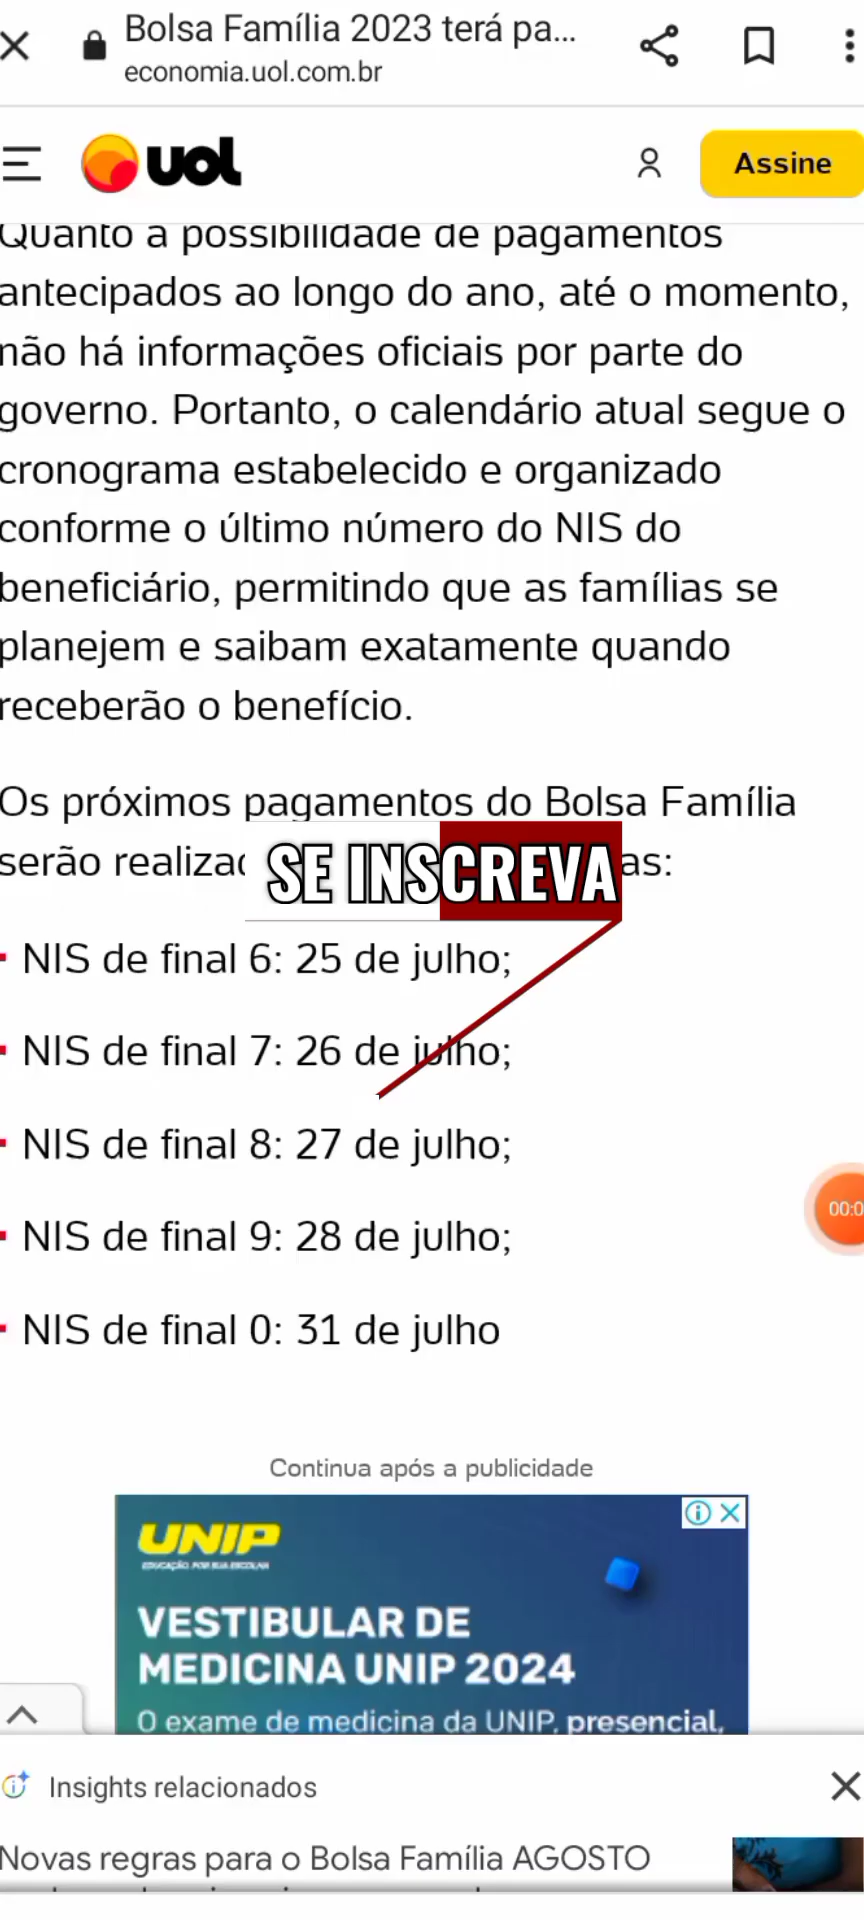 Bolsa Família 2023 terá pa...
economia.uol.com.br
uol
Assine
Quanto à possibilidade de pagamentos
antecipados ao longo do ano, até o momento,
não há informações oficiais por parte do
governo. Portanto, o calendário atual segue o
cronograma estabelecido e organizado
conforme o último número do NIS do
beneficiário, permitindo que as famílias se
planejem e saibam exatamente quando
receberão o benefício.
Os próximos pagamentos do Bolsa Família
serão
as:
SE INSCREVA
NIS de final 6: 25 de julho;
NIS de final 7: 26 de julho;
NIS de final 8: 27 de julho;
NIS de final 9: 28 de julho;
NIS de final 0: 31 de julho
00:0
Continua após a publicidade
UNIP
EDUCAÇÃO POR SUA ESCOLHA
VESTIBULAR DE
MEDICINA UNIP 2024
O exame de medicina da UNIP, presencial,
Insights relacionados
Novas regras para o Bolsa Família AGOSTO